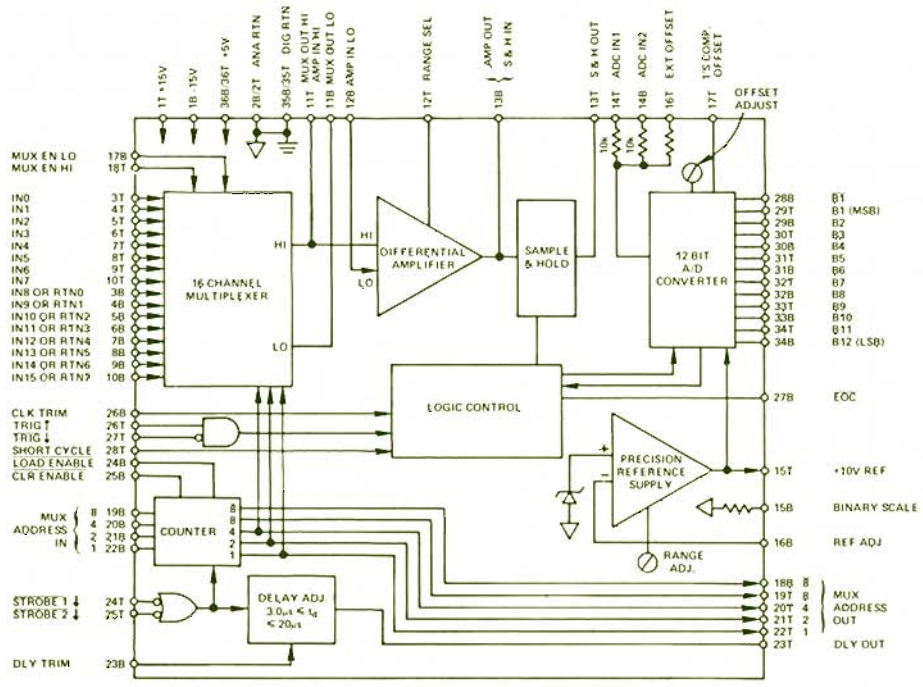 1T +15V
1B -15V
36B/36T +5V
2B/2T ANA RTN
35B/35T DIG RTN
11T MUX OUT HI AMP IN HI
11B MUX OUT LO
12B AMP IN LO
12T RANGE SEL
13B AMP OUT S & H IN
13T S & H OUT
14T ADC IN1
14B ADC IN2
16T EXT OFFSET
17T 1'S COMP. OFFSET
OFFSET ADJUST
10k
10k
MUX EN LO 17B
MUX EN HI 18T
IN0 3T
IN1 4T
IN2 5T
IN3 6T
IN4 7T
IN5 8T
IN6 9T
IN7 10T
IN8 OR RTN0 3B
IN9 OR RTN1 4B
IN10 OR RTN2 5B
IN11 OR RTN3 6B
IN12 OR RTN4 7B
IN13 OR RTN5 8B
IN14 OR RTN6 9B
IN15 OR RTN7 10B
16 CHANNEL
MULTIPLEXER
HI
LO
HI
LO
DIFFERENTIAL
AMPLIFIER
SAMPLE
& HOLD
12 BIT
A/D
CONVERTER
28B B1
29T B1 (MSB)
29B B2
30T B3
30B B4
31T B5
31B B6
32T B7
32B B8
33T B9
33B B10
34T B11
34B B12 (LSB)
27B EOC
CLK TRIM 26B
TRIG ↑ 26T
TRIG ↓ 27T
SHORT CYCLE 28T
LOAD ENABLE 24B
CLR ENABLE 25B
LOGIC CONTROL
+
-
PRECISION
REFERENCE
SUPPLY
RANGE
ADJ.
15T +10V REF
15B BINARY SCALE
16B REF ADJ
MUX
ADDRESS
IN
8 19B
4 20B
2 21B
1 22B
COUNTER
8
8
4
2
1
STROBE 1 ↓ 24T
STROBE 2 ↓ 25T
DELAY ADJ.
3.0µs ≤ td
≤ 20µs
DLY TRIM 23B
18B 8
19T 8
20T 4
21T 2
22T 1
MUX
ADDRESS
OUT
23T DLY OUT